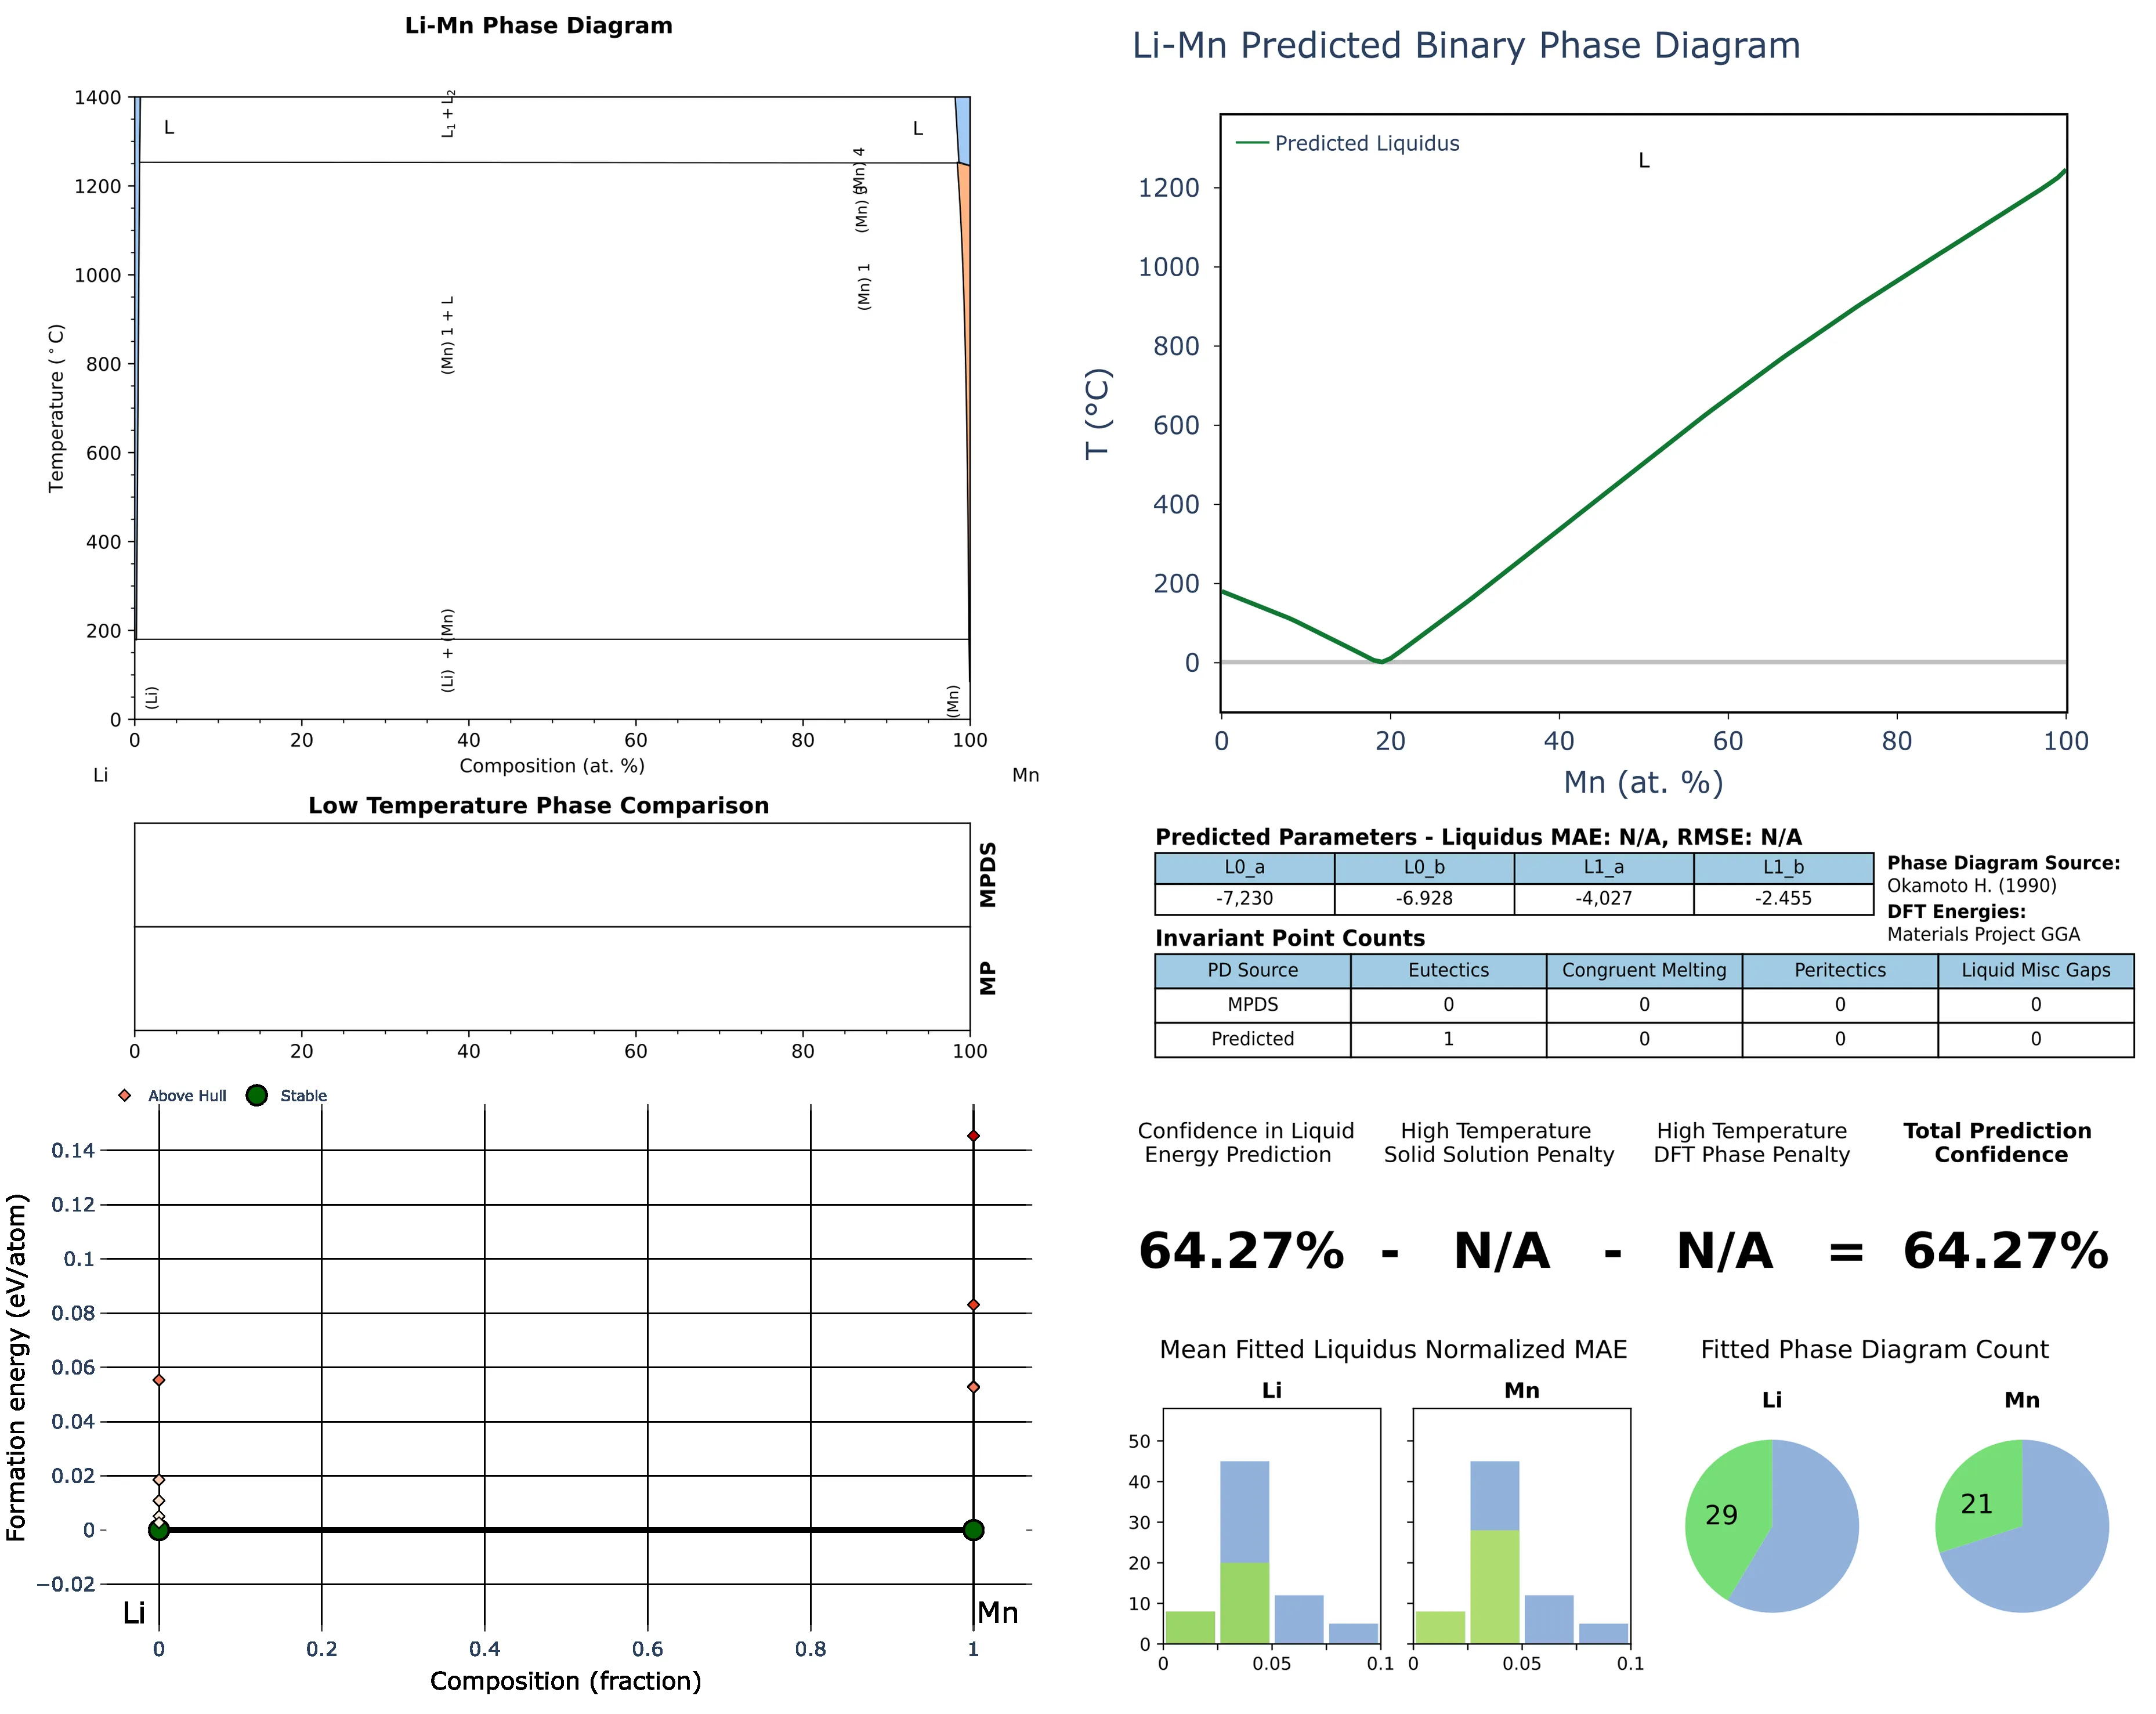 Li-Mn Phase Diagram
1400
1200
1000
800
600
400
200
0
Temperature (°C)
L
L₁ + L₂
L
(Mn) 4
(Mn) 1
(Mn) 1 + L
(Li) + (Mn)
(Li)
(Mn)
0 20 40 60 80 100
Composition (at. %)
Li Mn
Low Temperature Phase Comparison
MPDS
MP
0 20 40 60 80 100
Above Hull Stable
0.14
0.12
0.1
0.08
0.06
0.04
0.02
0
−0.02
Formation energy (eV/atom)
Li Mn
0 0.2 0.4 0.6 0.8 1
Composition (fraction)
Li-Mn Predicted Binary Phase Diagram
Predicted Liquidus
L
1200
1000
800
600
400
200
0
T (°C)
0 20 40 60 80 100
Mn (at. %)
Predicted Parameters - Liquidus MAE: N/A, RMSE: N/A
L0_a L0_b L1_a L1_b
-7,230 -6.928 -4,027 -2.455
Phase Diagram Source:
Okamoto H. (1990)
DFT Energies:
Materials Project GGA
Invariant Point Counts
PD Source Eutectics Congruent Melting Peritectics Liquid Misc Gaps
MPDS 0 0 0 0
Predicted 1 0 0 0
Confidence in Liquid
Energy Prediction
High Temperature
Solid Solution Penalty
High Temperature
DFT Phase Penalty
Total Prediction
Confidence
64.27% - N/A - N/A = 64.27%
Mean Fitted Liquidus Normalized MAE
Li Mn
50
40
30
20
10
0
0 0.05 0.1 0 0.05 0.1
Fitted Phase Diagram Count
Li Mn
29 21